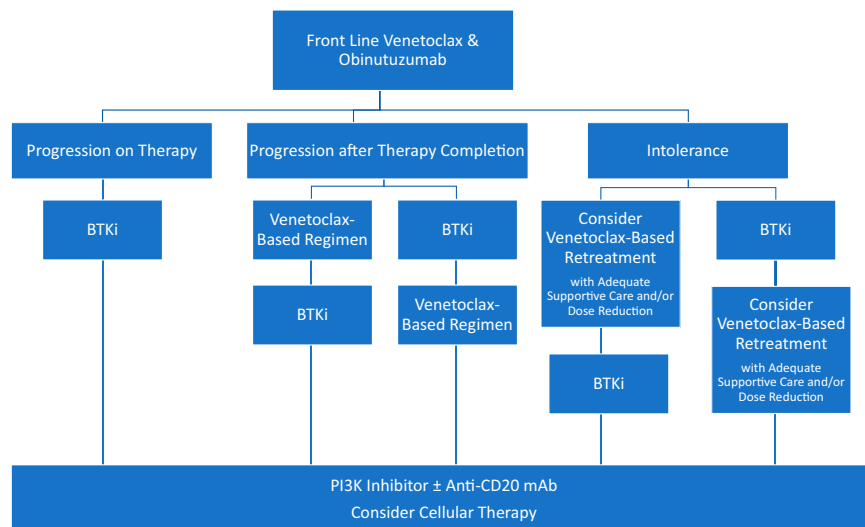 Front Line Venetoclax &
Obinutuzumab
Progression on Therapy
Progression after Therapy Completion
Intolerance
BTKi
Venetoclax-
Based Regimen
BTKi
Consider
Venetoclax-Based
Retreatment
with Adequate
Supportive Care and/or
Dose Reduction
BTKi
BTKi
Venetoclax-
Based Regimen
Consider
Venetoclax-Based
Retreatment
with Adequate
Supportive Care and/or
Dose Reduction
BTKi
PI3K Inhibitor ± Anti-CD20 mAb
Consider Cellular Therapy